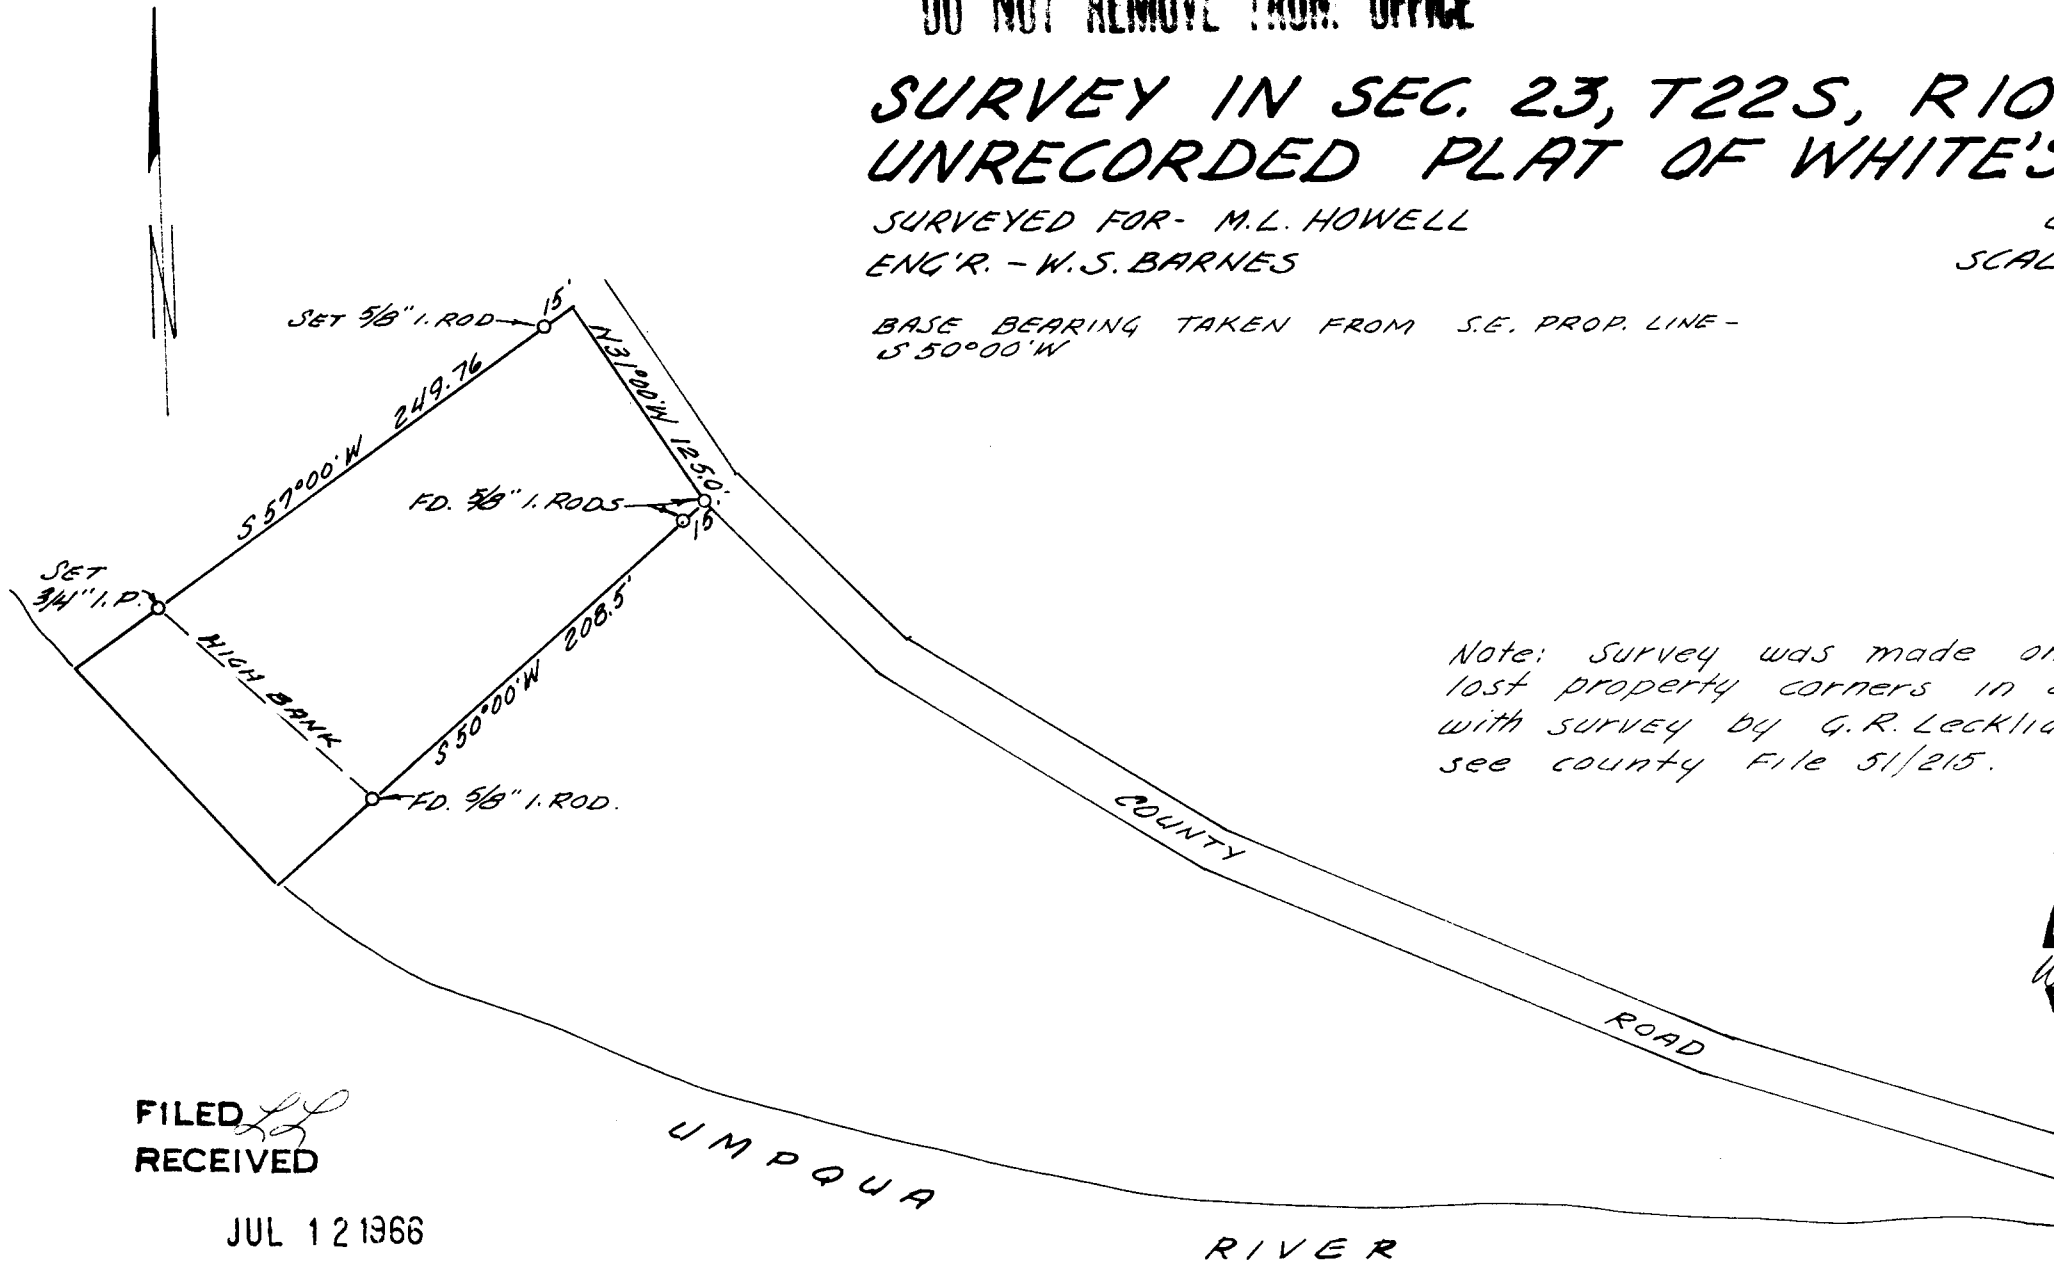 DO NOT REMOVE FROM OFFICE
SURVEY IN SEC. 23, T22S, R10
UNRECORDED PLAT OF WHITE'S
SURVEYED FOR- M.L. HOWELL
ENG'R. - W.S. BARNES
SCAL
BASE BEARING TAKEN FROM S.E. PROP. LINE -
S 50°00'W
N
SET 5/8" I. ROD
15'
N31°00'W 125.0'
S 57°00'W 249.76
FD. 5/8" I. RODS
15'
SET
3/4" I.P.
HIGH BANK
S 50°00'W 208.5'
FD. 5/8" I. ROD.
Note: Survey was made on
lost property corners in a
with survey by G.R. Lecklid
see county File 51/215.
COUNTY
ROAD
FILED LL
RECEIVED
JUL 12 1966
UMPQUA
RIVER